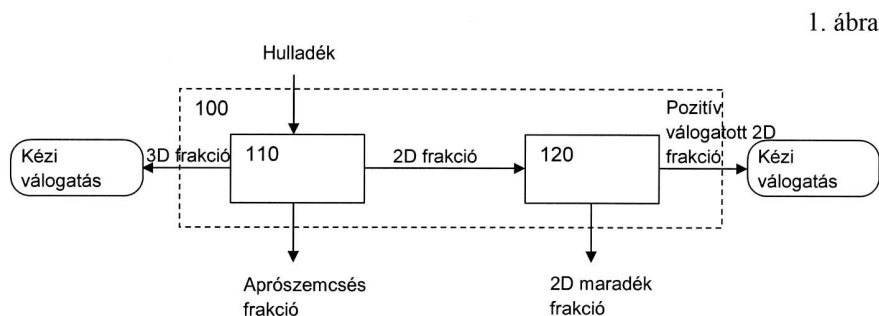 1. ábra
Hulladék
100
Pozitív
válogatott 2D
frakció
Kézi
válogatás
3D frakció
110
2D frakció
120
Kézi
válogatás
Aprószemcsés
frakció
2D maradék
frakció